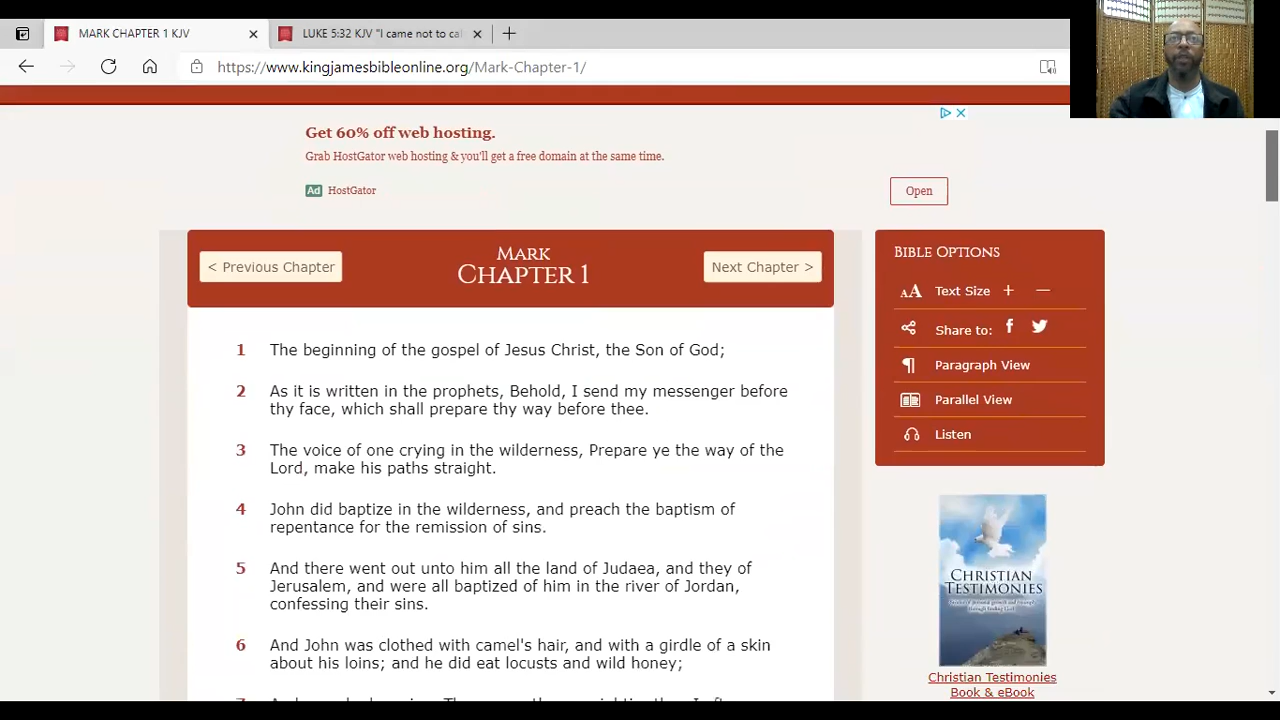 MARK CHAPTER 1 KJV
LUKE 5:32 KJV "I came not to cal
https://www.kingjamesbibleonline.org/Mark-Chapter-1/
Get 60% off web hosting.
Grab HostGator web hosting & you'll get a free domain at the same time.
Ad HostGator
Open
< Previous Chapter
MARK
CHAPTER 1
Next Chapter >
1 The beginning of the gospel of Jesus Christ, the Son of God;
2 As it is written in the prophets, Behold, I send my messenger before
thy face, which shall prepare thy way before thee.
3 The voice of one crying in the wilderness, Prepare ye the way of the
Lord, make his paths straight.
4 John did baptize in the wilderness, and preach the baptism of
repentance for the remission of sins.
5 And there went out unto him all the land of Judaea, and they of
Jerusalem, and were all baptized of him in the river of Jordan,
confessing their sins.
6 And John was clothed with camel's hair, and with a girdle of a skin
about his loins; and he did eat locusts and wild honey;
BIBLE OPTIONS
AA Text Size + —
Share to: f
Paragraph View
Parallel View
Listen
CHRISTIAN
TESTIMONIES
Christian Testimonies
Book & eBook